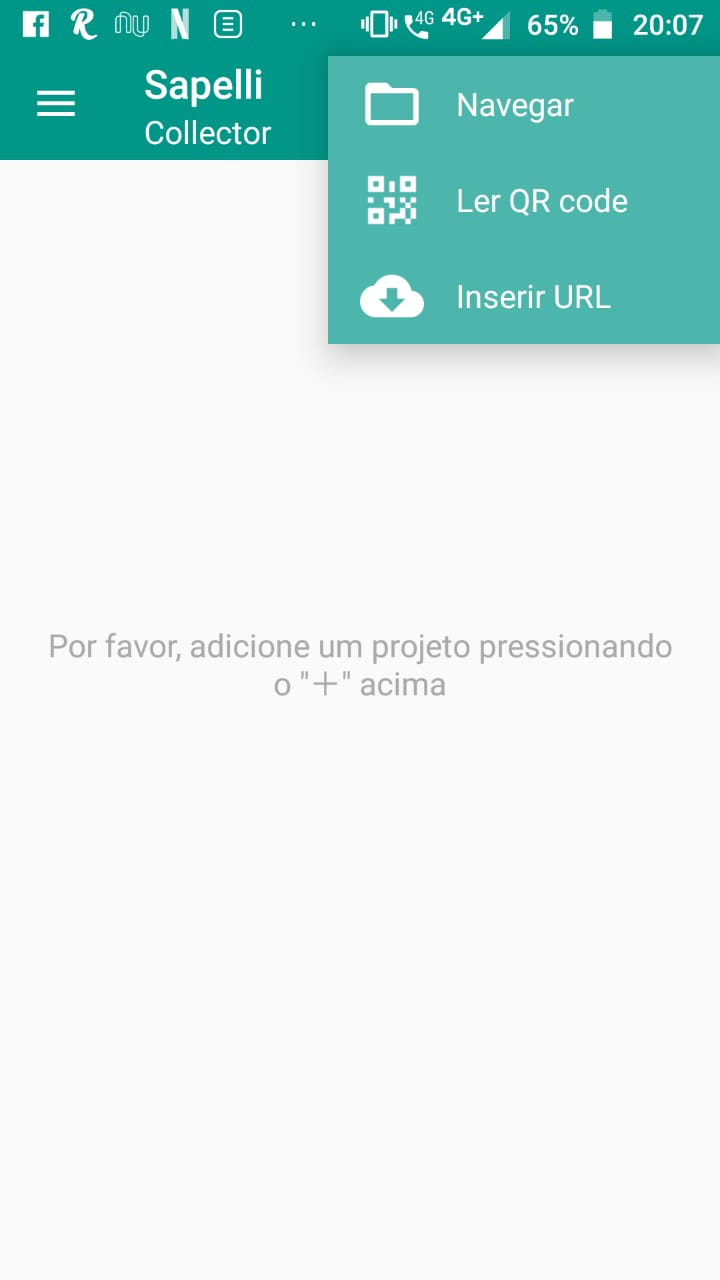 4G 4G+ 65% 20:07
Sapelli
Collector
Navegar
Ler QR code
Inserir URL
Por favor, adicione um projeto pressionando
o "+" acima